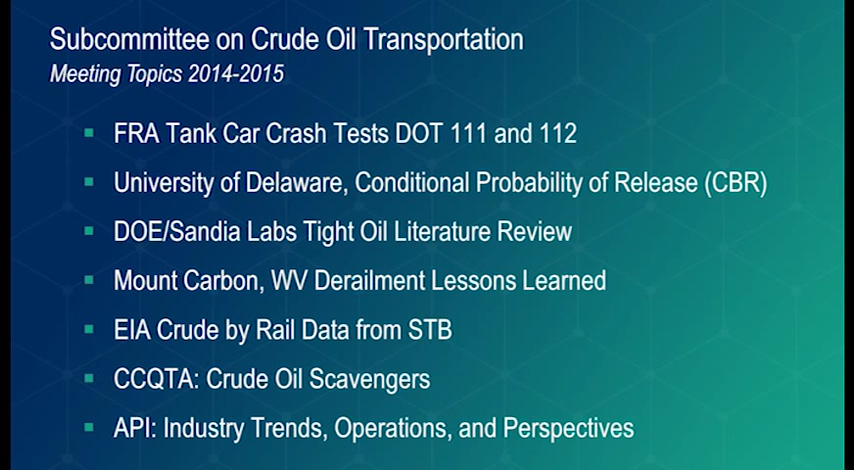 Subcommittee on Crude Oil Transportation
Meeting Topics 2014-2015
FRA Tank Car Crash Tests DOT 111 and 112
University of Delaware, Conditional Probability of Release (CBR)
DOE/Sandia Labs Tight Oil Literature Review
Mount Carbon, WV Derailment Lessons Learned
EIA Crude by Rail Data from STB
CCQTA: Crude Oil Scavengers
API: Industry Trends, Operations, and Perspectives